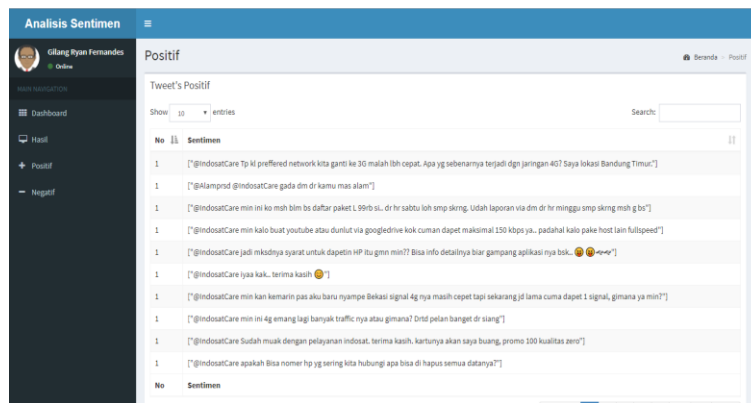 Analisis Sentimen
Gilang Ryan Fernandes
Online
MAIN NAVIGATION
Dashboard
Hasil
Positif
Negatif
Positif
Beranda > Positif
Tweet's Positif
Show 10 entries
Search:
No Sentimen
1 ["@IndosatCare Tp kl preffered network kita ganti ke 3G malah lbh cepat. Apa yg sebenarnya terjadi dgn jaringan 4G? Saya lokasi Bandung Timur."]
1 ["@Alamprsd @IndosatCare gada dm dr kamu mas alam"]
1 ["@IndosatCare min ini ko msh blm bs daftar paket L 99rb si.. dr hr sabtu loh smp skrng. Udah laporan via dm dr hr minggu smp skrng msh g bs"]
1 ["@IndosatCare min kalo buat youtube atau dunlut via googledrive kok cuman dapet maksimal 150 kbps ya.. padahal kalo pake host lain fullspeed"]
1 ["@IndosatCare jadi mksdnya syarat untuk dapetin HP itu gmn min?? Bisa info detailnya biar gampang aplikasi nya bsk.. 😀😀"]
1 ["@IndosatCare iyaa kak.. terima kasih 😊"]
1 ["@IndosatCare min kan kemarin pas aku baru nyampe Bekasi signal 4g nya masih cepet tapi sekarang jd lama cuma dapet 1 signal, gimana ya min?"]
1 ["@IndosatCare min ini 4g emang lagi banyak traffic nya atau gimana? Drtd pelan banget dr siang"]
1 ["@IndosatCare Sudah muak dengan pelayanan indosat. terima kasih. kartunya akan saya buang, promo 100 kualitas zero"]
1 ["@IndosatCare apakah Bisa nomer hp yg sering kita hubungi apa bisa di hapus semua datanya?"]
No Sentimen